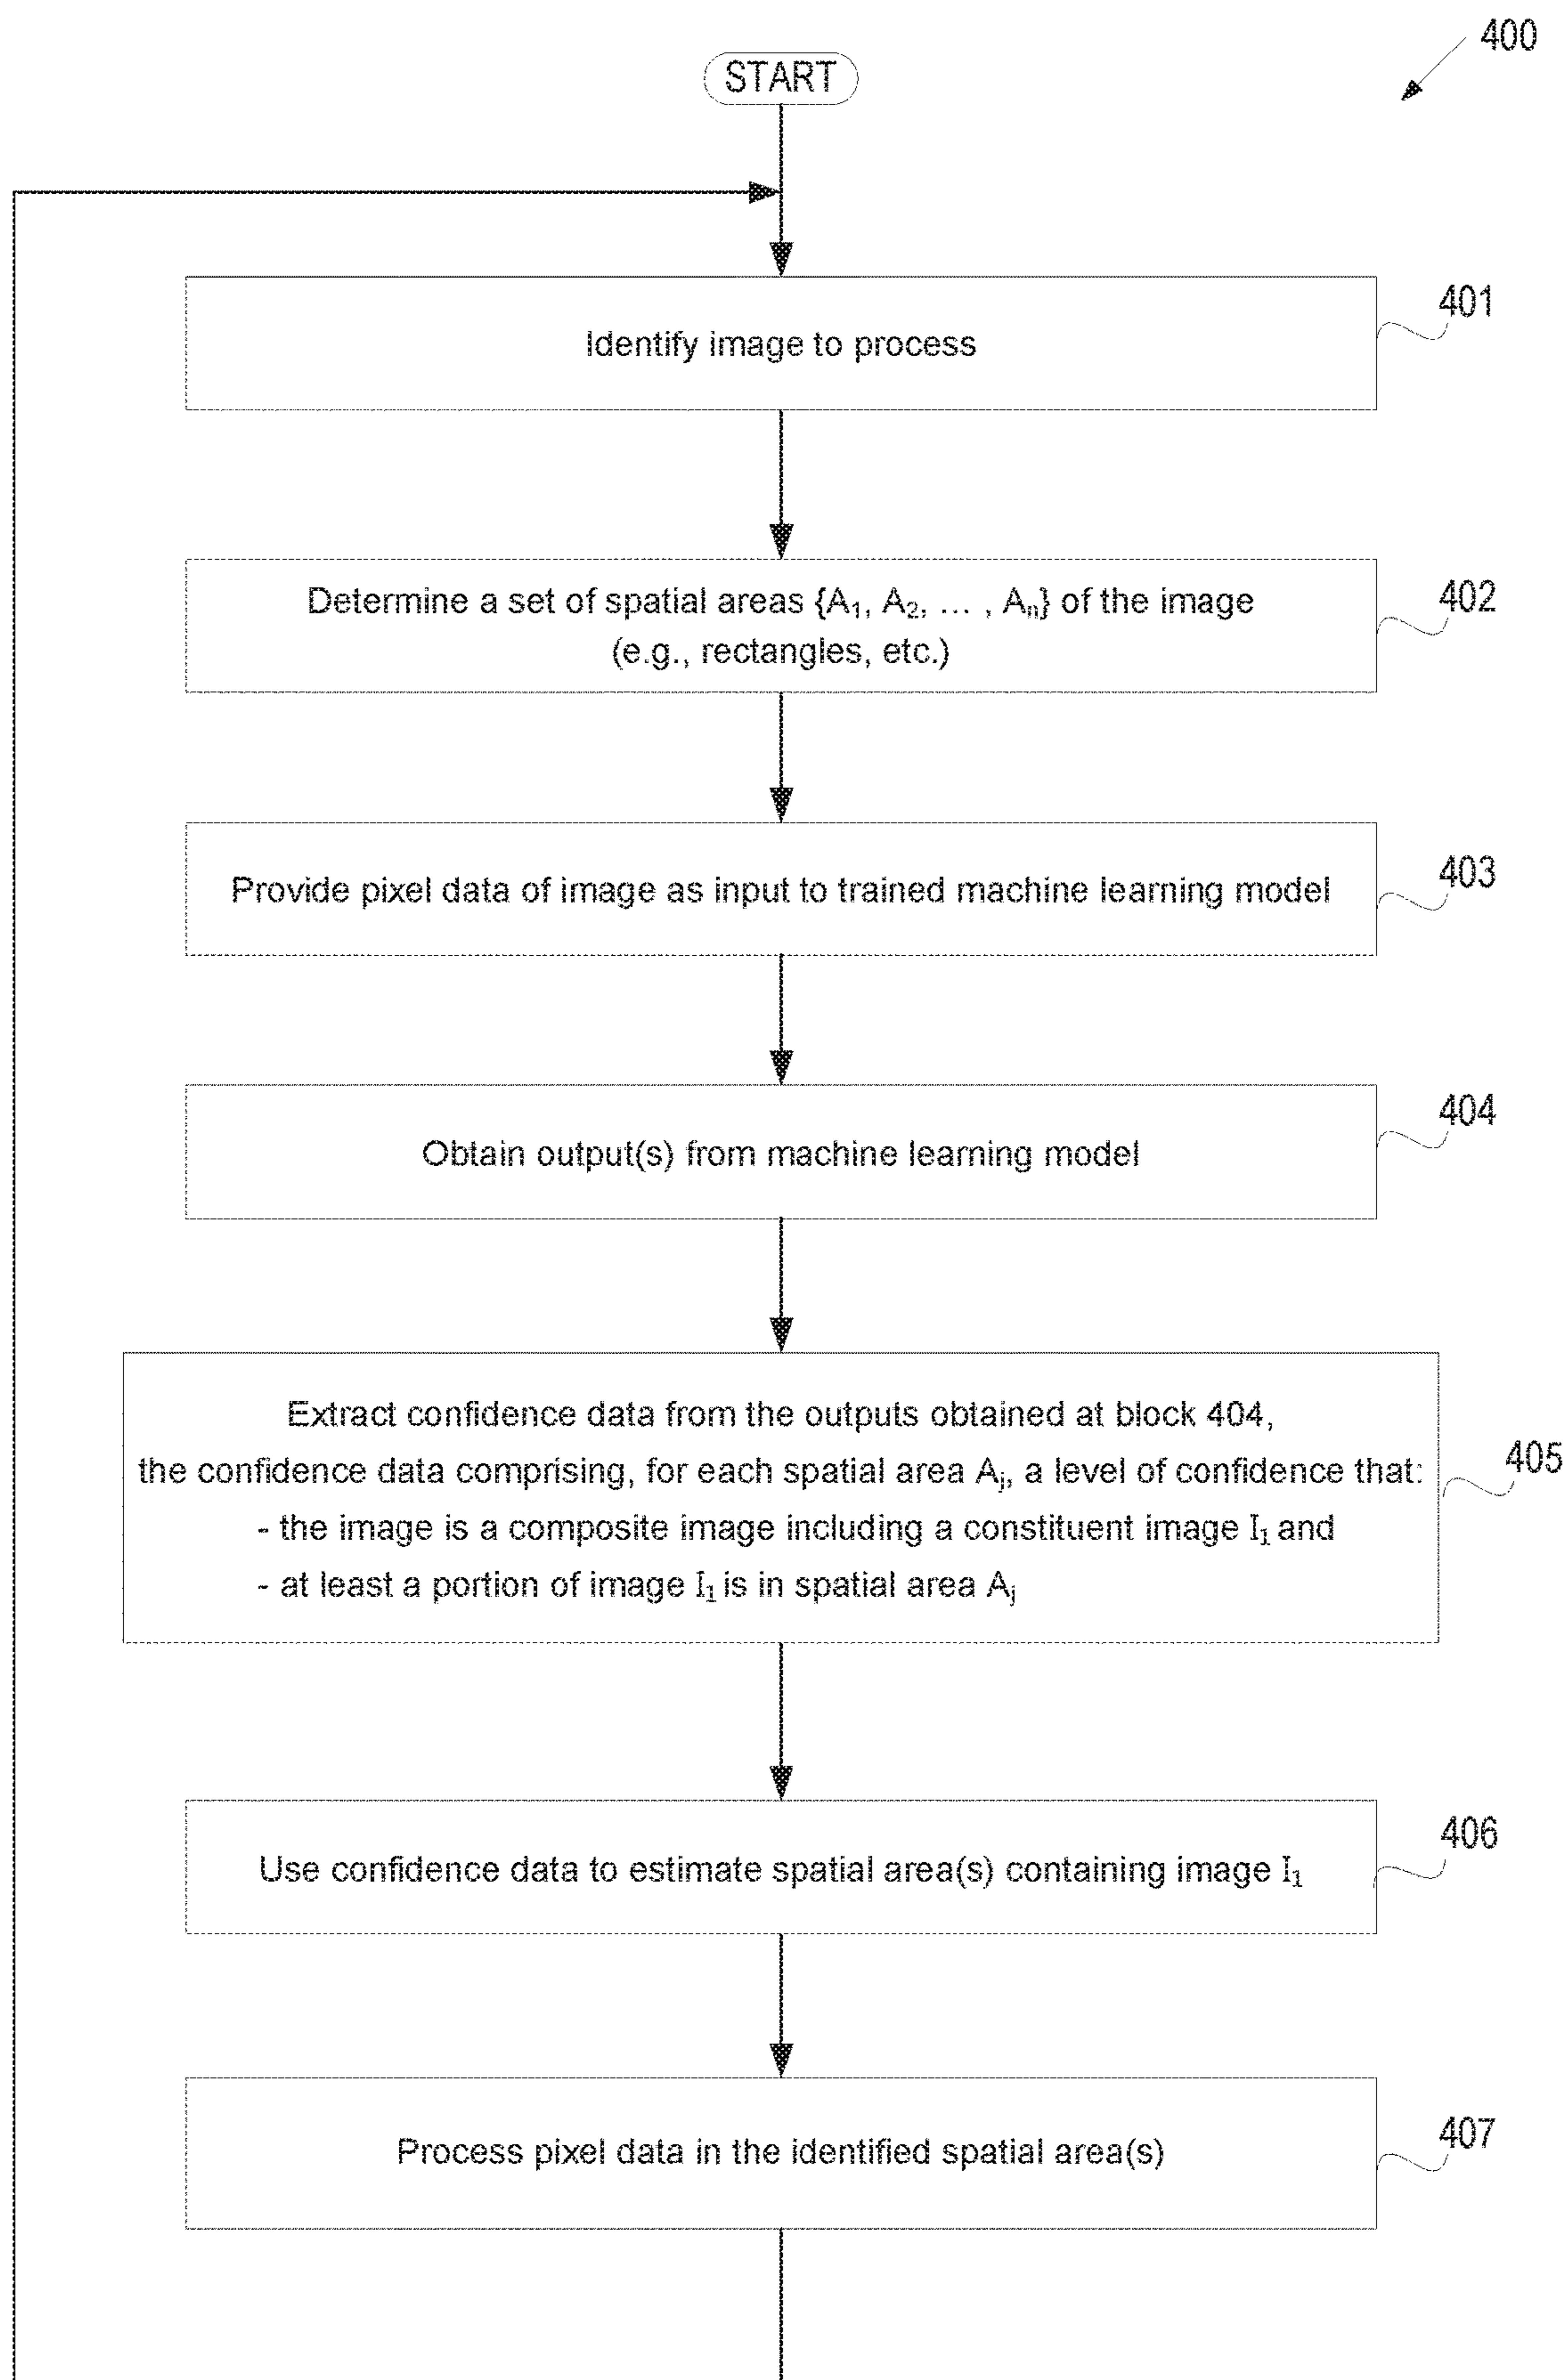 400
START
Identify image to process
401
Determine a set of spatial areas {A₁, A₂, … , Aₙ} of the image
(e.g., rectangles, etc.)
402
Provide pixel data of image as input to trained machine learning model
403
Obtain output(s) from machine learning model
404
Extract confidence data from the outputs obtained at block 404,
the confidence data comprising, for each spatial area Aⱼ, a level of confidence that:
- the image is a composite image including a constituent image I₁ and
- at least a portion of image I₁ is in spatial area Aⱼ
405
Use confidence data to estimate spatial area(s) containing image I₁
406
Process pixel data in the identified spatial area(s)
407